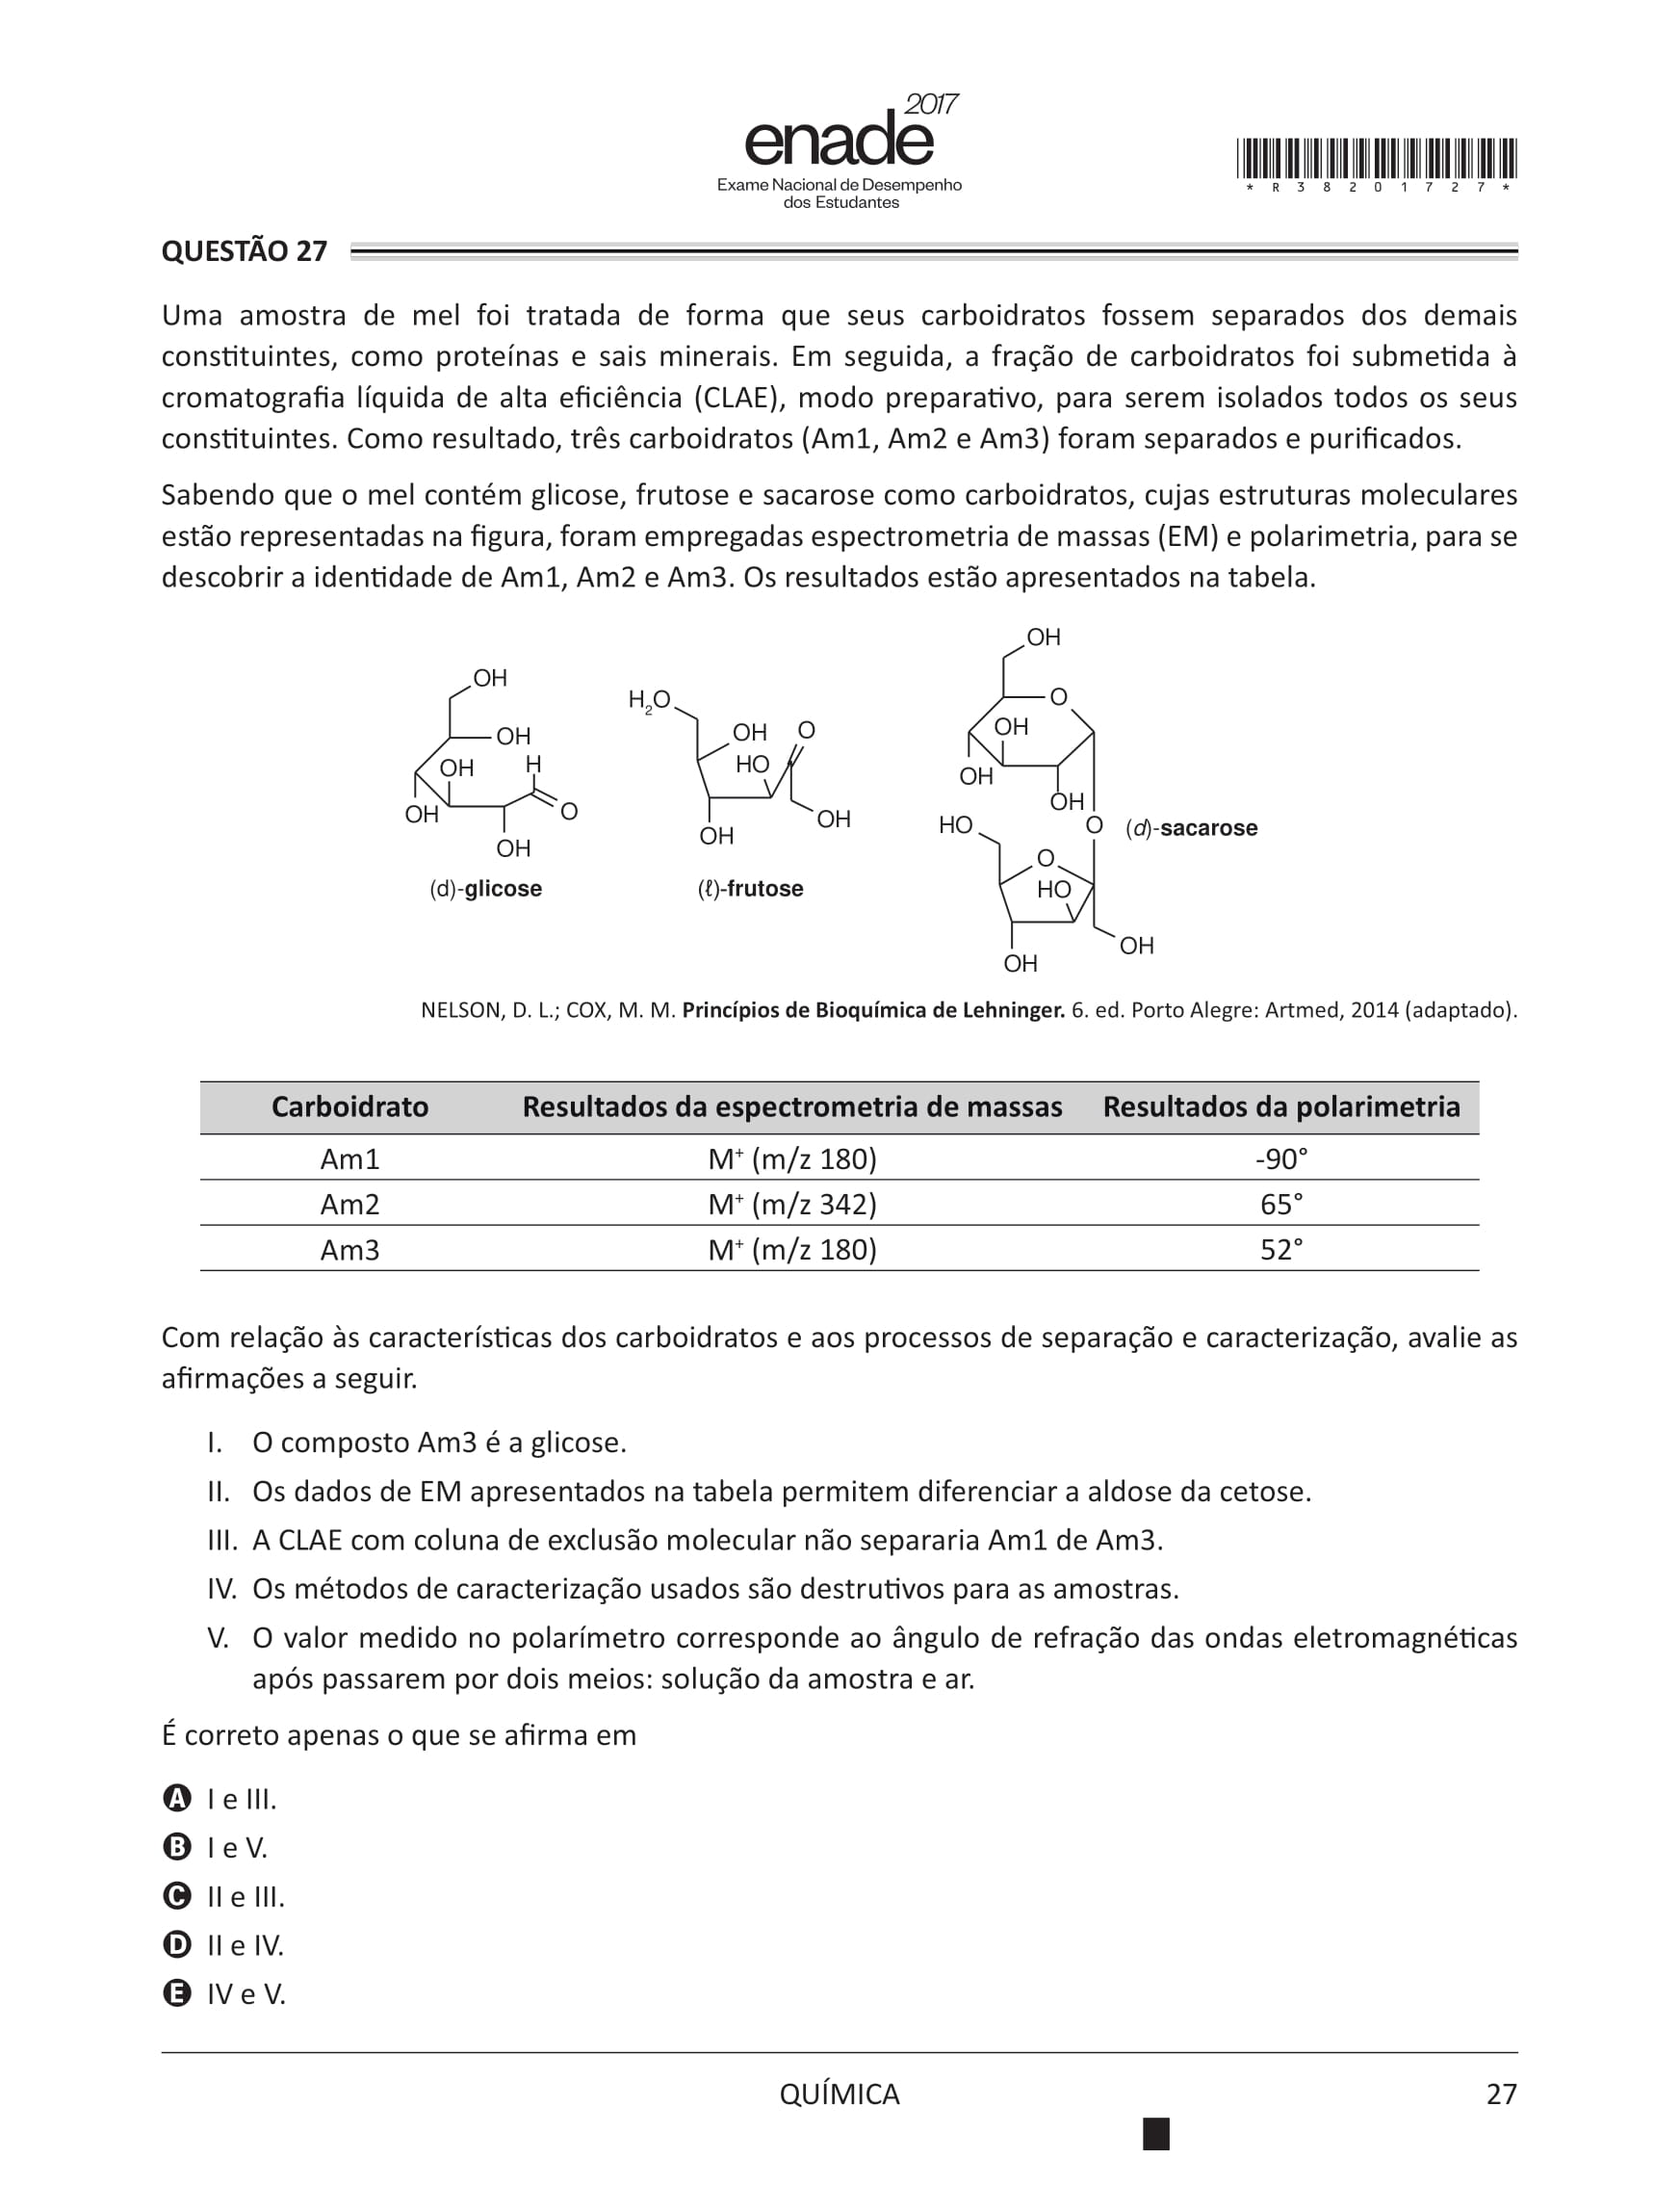 2017
enade
Exame Nacional de Desempenho
dos Estudantes
* R 3 8 2 0 1 7 2 7 *
QUESTÃO 27
Uma amostra de mel foi tratada de forma que seus carboidratos fossem separados dos demais
constituintes, como proteínas e sais minerais. Em seguida, a fração de carboidratos foi submetida à
cromatografia líquida de alta eficiência (CLAE), modo preparativo, para serem isolados todos os seus
constituintes. Como resultado, três carboidratos (Am1, Am2 e Am3) foram separados e purificados.
Sabendo que o mel contém glicose, frutose e sacarose como carboidratos, cujas estruturas moleculares
estão representadas na figura, foram empregadas espectrometria de massas (EM) e polarimetria, para se
descobrir a identidade de Am1, Am2 e Am3. Os resultados estão apresentados na tabela.
OH
OH
OH H
OH O
OH
(d)-glicose
H2O
OH O
HO
OH
OH
(ℓ)-frutose
OH
O
OH
OH
OH
HO O (d)-sacarose
O
HO
OH
OH
NELSON, D. L.; COX, M. M. Princípios de Bioquímica de Lehninger. 6. ed. Porto Alegre: Artmed, 2014 (adaptado).
Carboidrato Resultados da espectrometria de massas Resultados da polarimetria
Am1 M+ (m/z 180) -90°
Am2 M+ (m/z 342) 65°
Am3 M+ (m/z 180) 52°
Com relação às características dos carboidratos e aos processos de separação e caracterização, avalie as
afirmações a seguir.
I. O composto Am3 é a glicose.
II. Os dados de EM apresentados na tabela permitem diferenciar a aldose da cetose.
III. A CLAE com coluna de exclusão molecular não separaria Am1 de Am3.
IV. Os métodos de caracterização usados são destrutivos para as amostras.
V. O valor medido no polarímetro corresponde ao ângulo de refração das ondas eletromagnéticas
após passarem por dois meios: solução da amostra e ar.
É correto apenas o que se afirma em
A I e III.
B I e V.
C II e III.
D II e IV.
E IV e V.
QUÍMICA 27